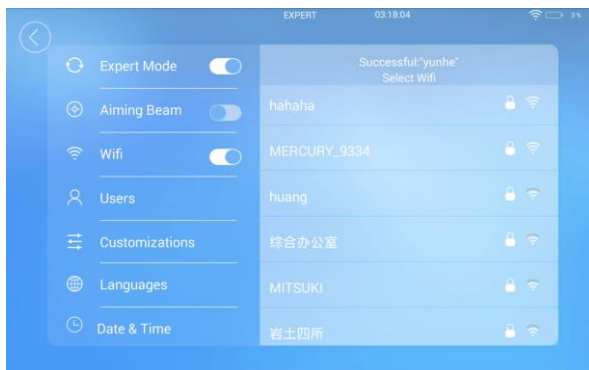 EXPERT
03:18:04
Expert Mode
Aiming Beam
Wifi
Users
Customizations
Languages
Date & Time
Successful:"yunhe"
Select Wifi
hahaha
MERCURY_9334
huang
综合办公室
MITSUKI
岩土四所